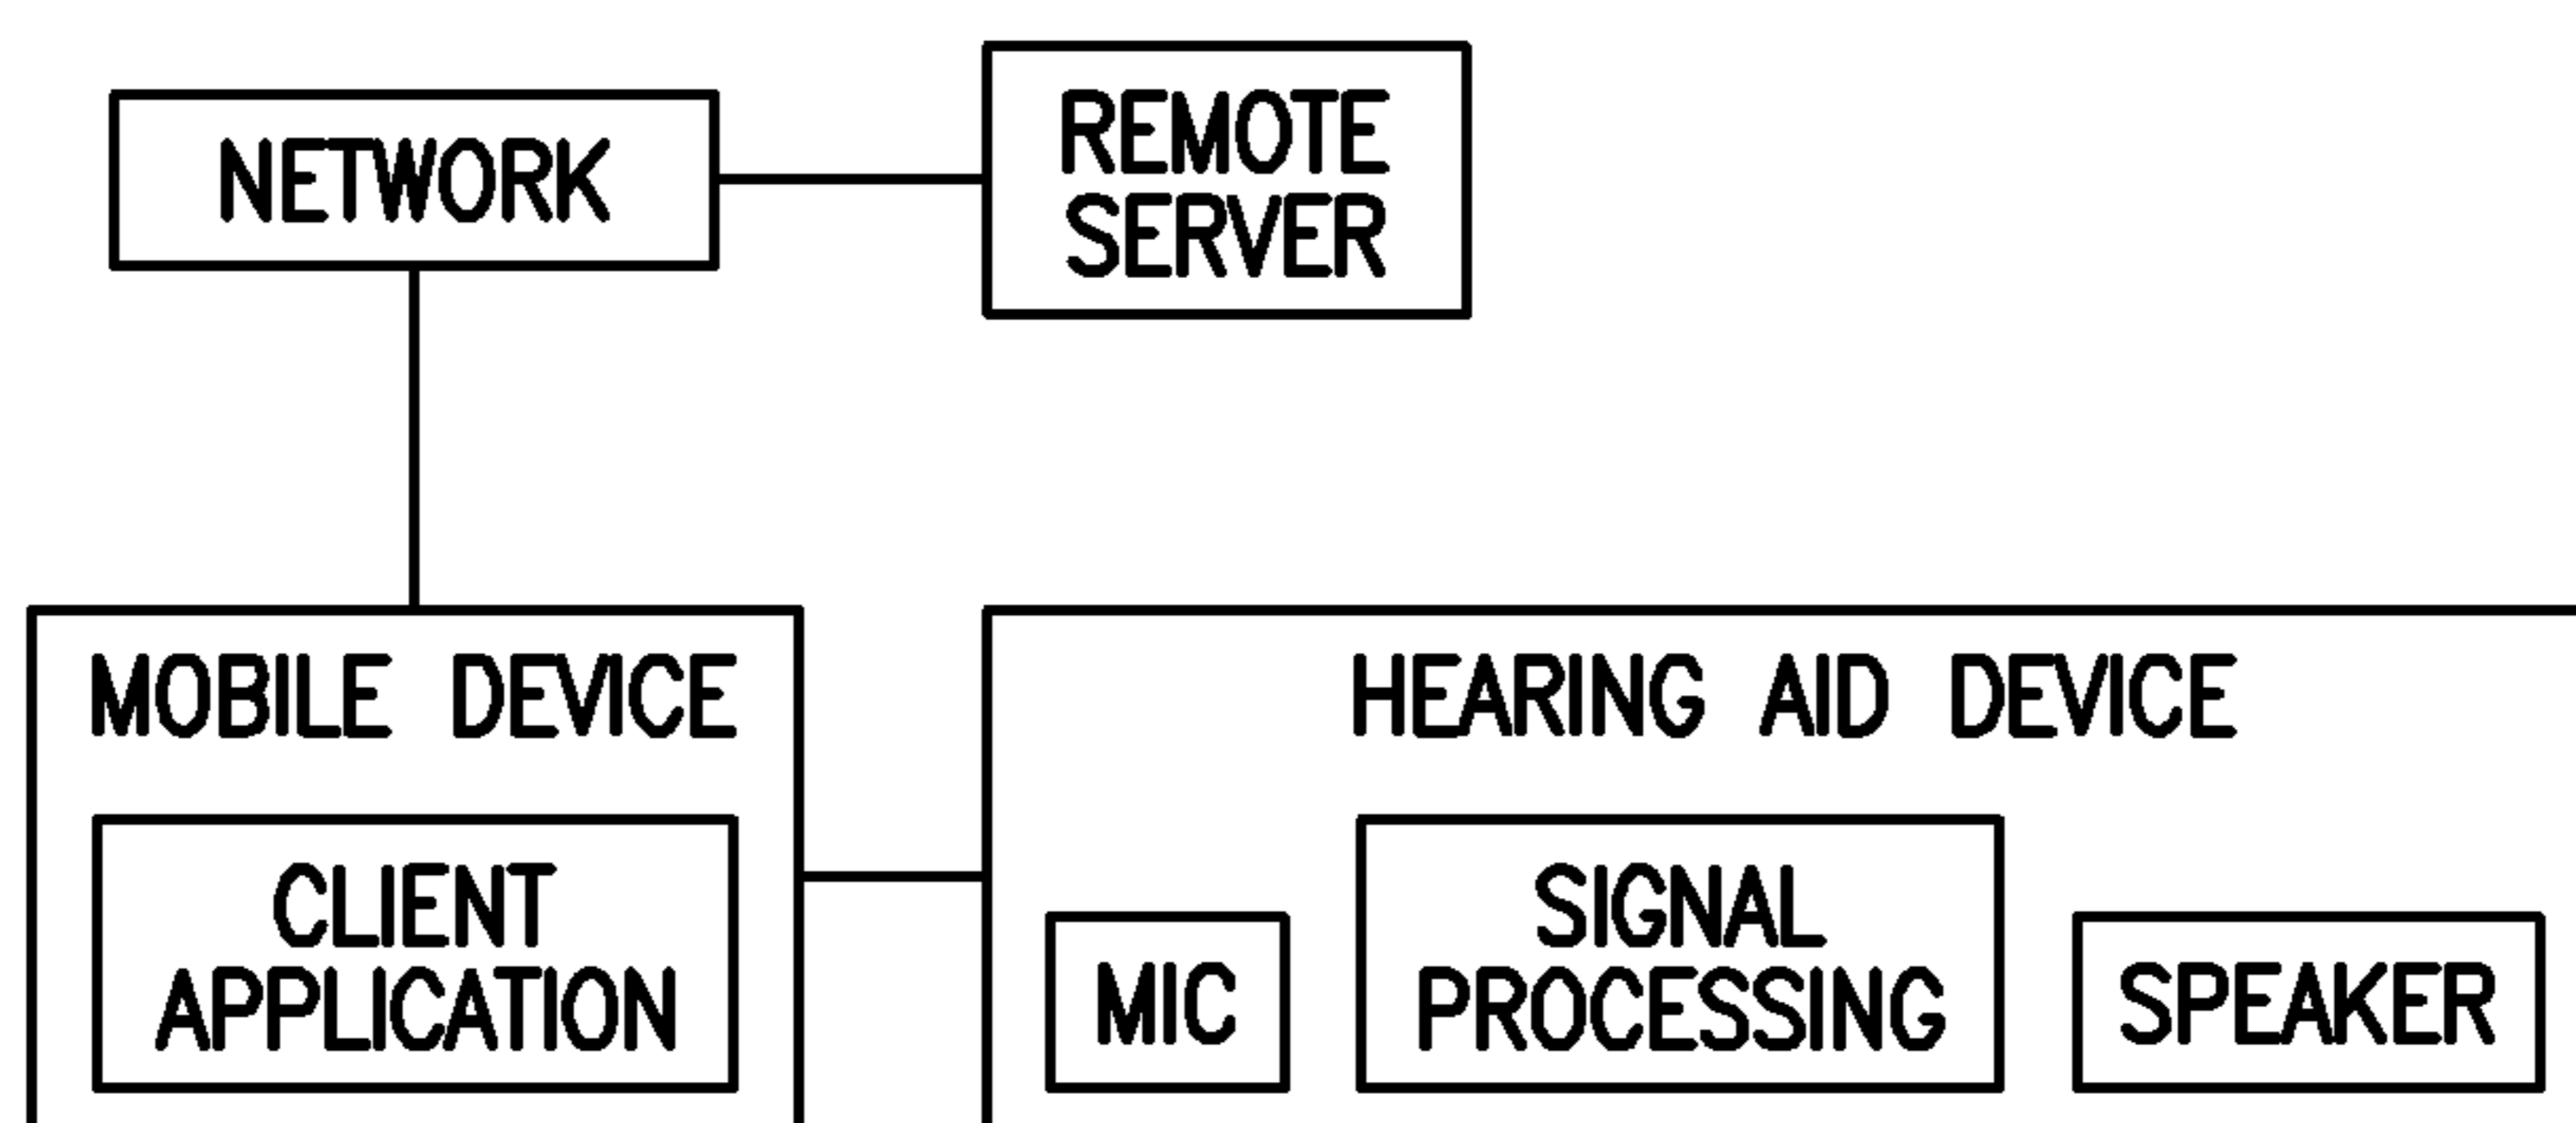 NETWORK
REMOTE
SERVER
MOBILE DEVICE
CLIENT
APPLICATION
HEARING AID DEVICE
MIC
SIGNAL
PROCESSING
SPEAKER